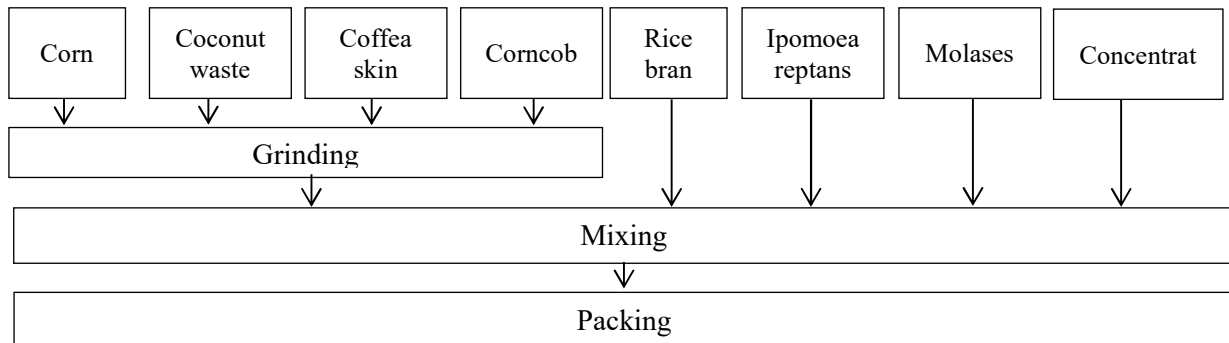 Corn
Coconut
waste
Coffea
skin
Corncob
Rice
bran
Ipomoea
reptans
Molases
Concentrat
Grinding
Mixing
Packing